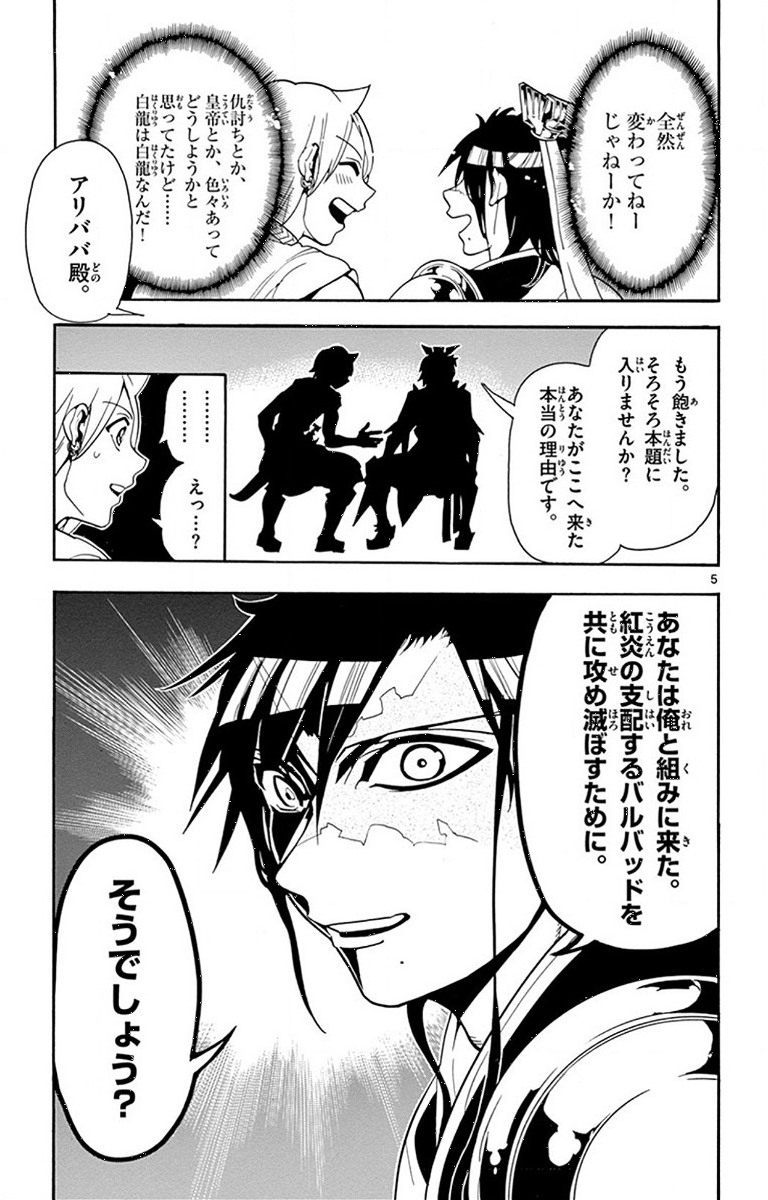 全然
変わってねー
じゃねーか！
仇討ちとか、
皇帝とか、色々あって
どうしようかと
思ってたけど……
白龍は白龍なんだ！
アリババ殿。
もう飽きました。
そろそろ本題に
入りませんか？
あなたがここへ来た
本当の理由です。
………
………
えっ…？
5
あなたは俺と組みに来た。
紅炎の支配するバルバッドを
共に攻め滅ぼすために。
そうでしょう？